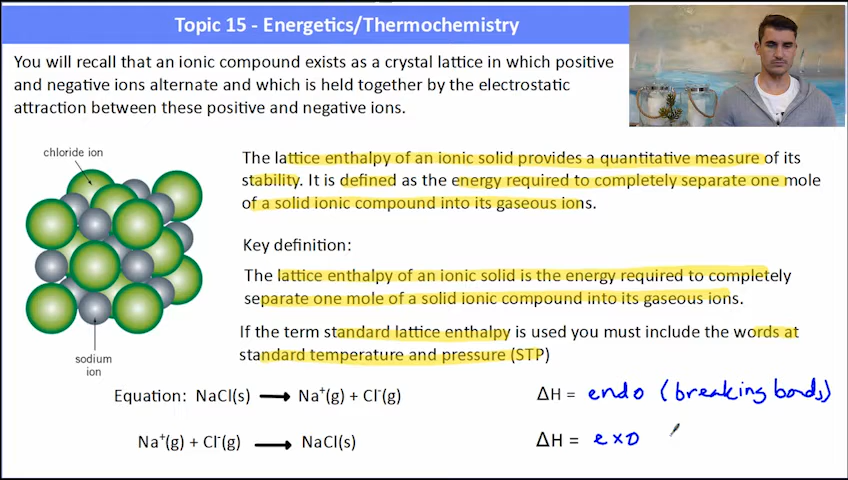 Topic 15 - Energetics/Thermochemistry
You will recall that an ionic compound exists as a crystal lattice in which positive
and negative ions alternate and which is held together by the electrostatic
attraction between these positive and negative ions.
chloride ion
The lattice enthalpy of an ionic solid provides a quantitative measure of its
stability. It is defined as the energy required to completely separate one mole
of a solid ionic compound into its gaseous ions.
Key definition:
The lattice enthalpy of an ionic solid is the energy required to completely
separate one mole of a solid ionic compound into its gaseous ions.
If the term standard lattice enthalpy is used you must include the words at
standard temperature and pressure (STP)
sodium
ion
Equation: NaCl(s) ⟶ Na⁺(g) + Cl⁻(g) ΔH = endo (breaking bonds)
Na⁺(g) + Cl⁻(g) ⟶ NaCl(s) ΔH = exo